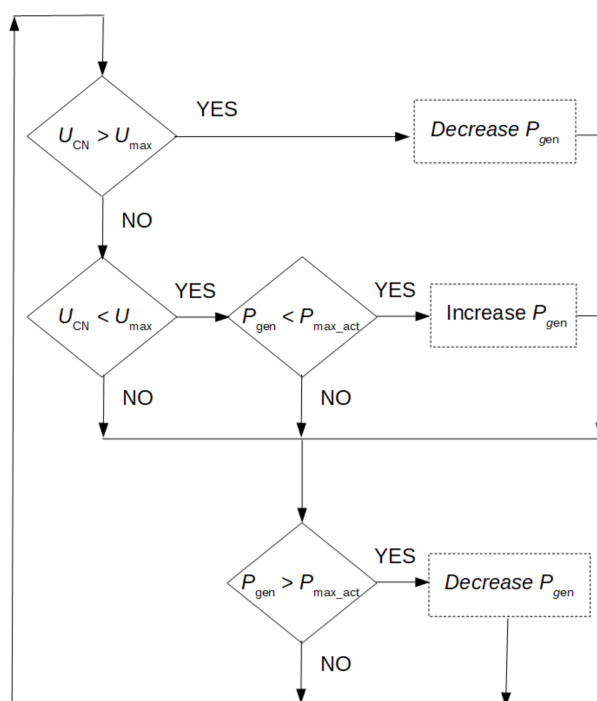 YES
U_CN > U_max
Decrease P_gen
NO
U_CN < U_max
YES
P_gen < P_max_act
YES
Increase P_gen
NO
NO
P_gen > P_max_act
YES
Decrease P_gen
NO